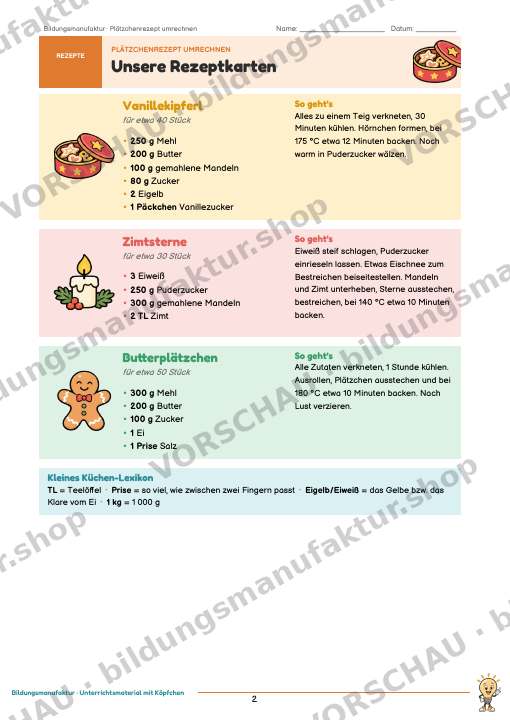 Bildungsmanufaktur · Plätzchenrezept umrechnen Name: Datum:
REZEPTE
PLÄTZCHENREZEPT UMRECHNEN
Unsere Rezeptkarten
Vanillekipferl
für etwa 40 Stück
• 250 g Mehl
• 200 g Butter
• 100 g gemahlene Mandeln
• 80 g Zucker
• 2 Eigelb
• 1 Päckchen Vanillezucker
So geht's
Alles zu einem Teig verkneten, 30
Minuten kühlen. Hörnchen formen, bei
175 °C etwa 12 Minuten backen. Noch
warm in Puderzucker wälzen.
Zimtsterne
für etwa 30 Stück
• 3 Eiweiß
• 250 g Puderzucker
• 300 g gemahlene Mandeln
• 2 TL Zimt
So geht's
Eiweiß steif schlagen, Puderzucker
einrieseln lassen. Etwas Eischnee zum
Bestreichen beiseitestellen. Mandeln
und Zimt unterheben, Sterne ausstechen,
bestreichen, bei 140 °C etwa 10 Minuten
backen.
Butterplätzchen
für etwa 50 Stück
• 300 g Mehl
• 200 g Butter
• 100 g Zucker
• 1 Ei
• 1 Prise Salz
So geht's
Alle Zutaten verkneten, 1 Stunde kühlen.
Ausrollen, Plätzchen ausstechen und bei
180 °C etwa 10 Minuten backen. Nach
Lust verzieren.
Kleines Küchen-Lexikon
TL = Teelöffel · Prise = so viel, wie zwischen zwei Fingern passt · Eigelb/Eiweiß = das Gelbe bzw. das
Klare vom Ei · 1 kg = 1 000 g
VORSCHAU · bildungsmanufaktur.shop
VORSCHAU · bildungsmanufaktur.shop
Bildungsmanufaktur · Unterrichtsmaterial mit Köpfchen
2